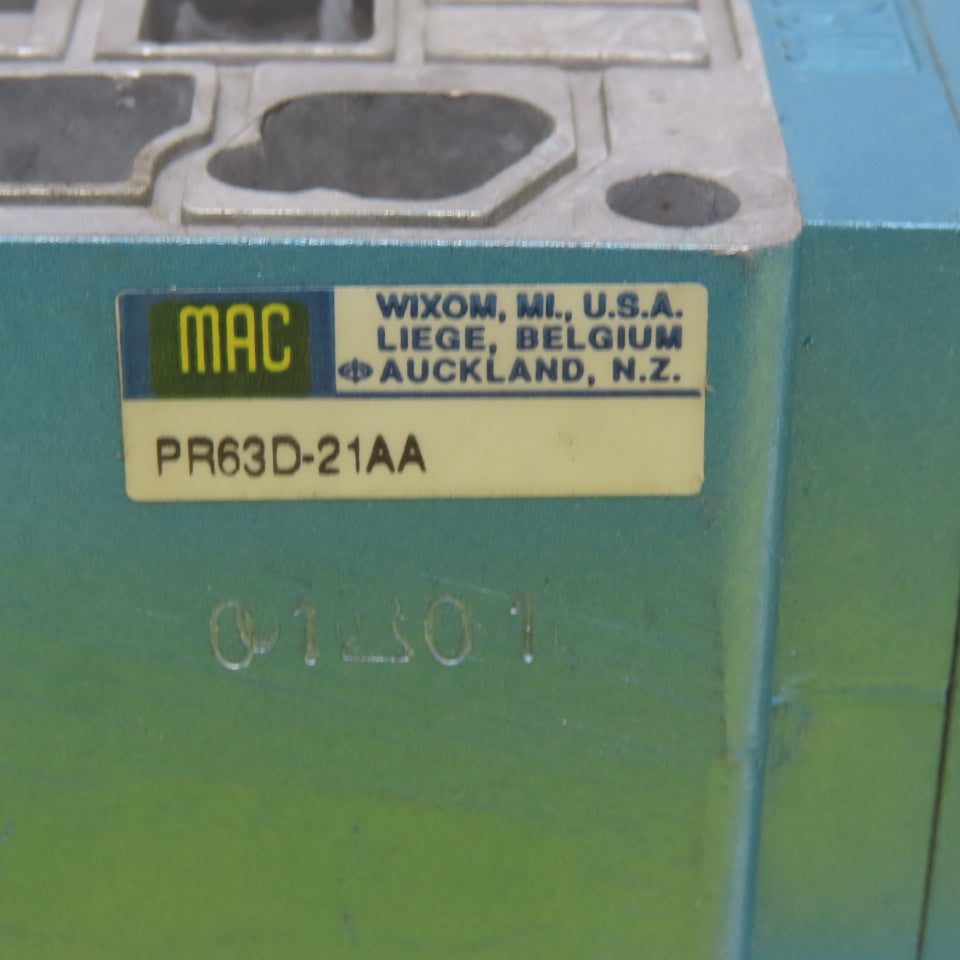 MAC
WIXOM, MI., U.S.A.
LIEGE, BELGIUM
AUCKLAND, N.Z.
PR63D-21AA